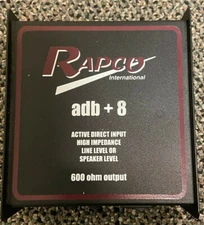 RAPCO
International
adb + 8
ACTIVE DIRECT INPUT
HIGH IMPEDANCE
LINE LEVEL OR
SPEAKER LEVEL
600 ohm output